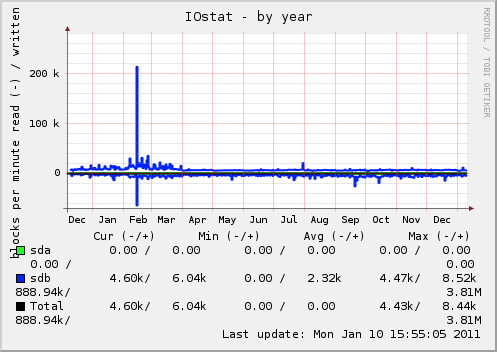 IOstat - by year
RRDTOOL / TOBI OETIKER
blocks per minute read (-) / written
200 k
100 k
0
Dec Jan Feb Mar Apr May Jun Jul Aug Sep Oct Nov Dec
Cur (-/+) Min (-/+) Avg (-/+) Max (-/+)
sda 0.00 / 0.00 0.00 / 0.00 0.00 / 0.00 0.00 /
0.00 / 0.00
sdb 4.60k/ 6.04k 0.00 / 0.00 2.32k 4.47k/ 8.52k
888.94k/ 3.81M
Total 4.60k/ 6.04k 0.00 / 0.00 4.43k/ 8.44k
888.94k/ 3.81M
Last update: Mon Jan 10 15:55:05 2011